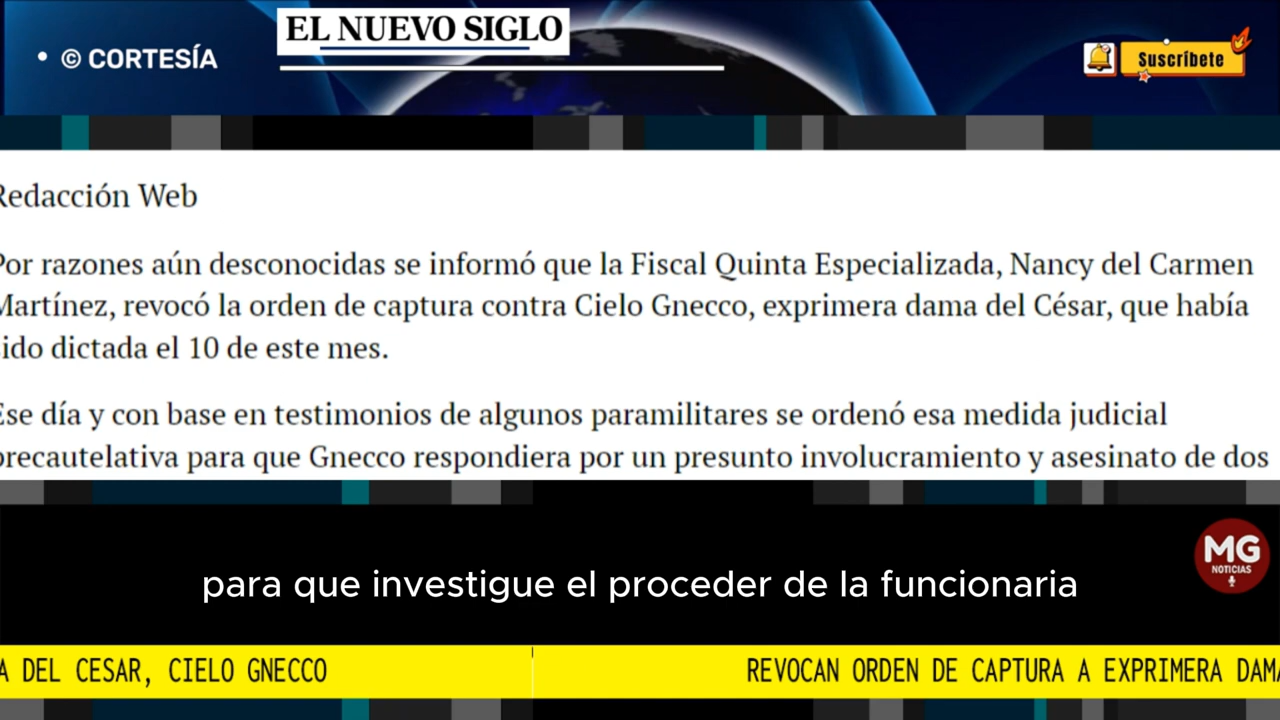 EL NUEVO SIGLO
• © CORTESÍA
Suscríbete
Redacción Web
Por razones aún desconocidas se informó que la Fiscal Quinta Especializada, Nancy del Carmen
Martínez, revocó la orden de captura contra Cielo Gnecco, exprimera dama del César, que había
sido dictada el 10 de este mes.
Ese día y con base en testimonios de algunos paramilitares se ordenó esa medida judicial
precautelativa para que Gnecco respondiera por un presunto involucramiento y asesinato de dos
MG
NOTICIAS
para que investigue el proceder de la funcionaria
A DEL CESAR, CIELO GNECCO
REVOCAN ORDEN DE CAPTURA A EXPRIMERA DAMA